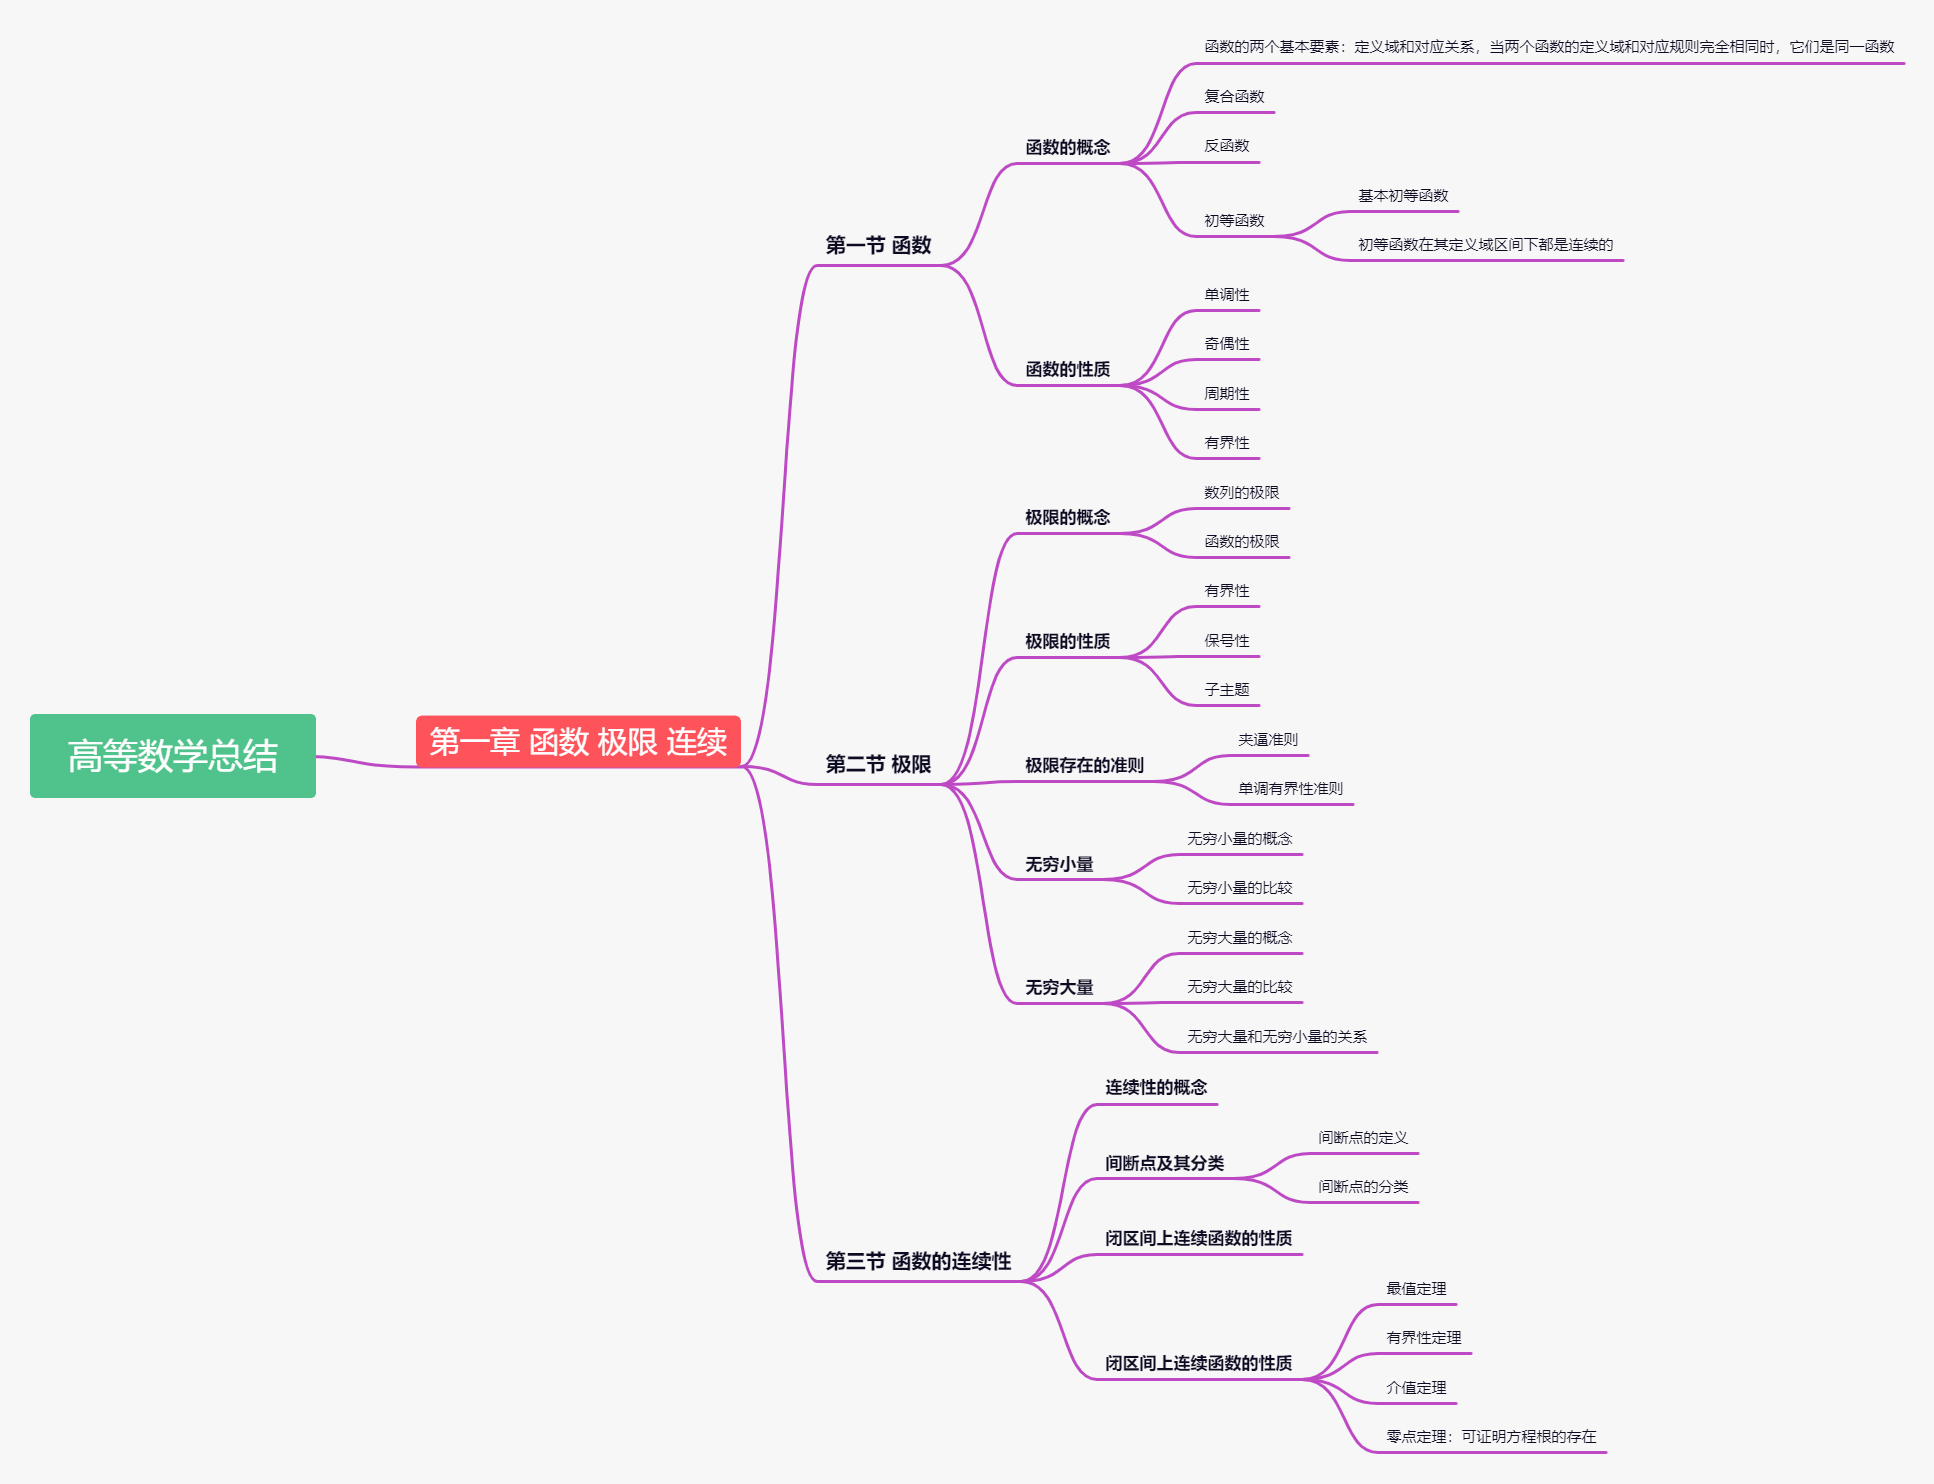 高等数学总结
第一章 函数 极限 连续
第一节 函数
函数的概念
函数的两个基本要素：定义域和对应关系，当两个函数的定义域和对应规则完全相同时，它们是同一函数
复合函数
反函数
初等函数
基本初等函数
初等函数在其定义域区间下都是连续的
函数的性质
单调性
奇偶性
周期性
有界性
第二节 极限
极限的概念
数列的极限
函数的极限
极限的性质
有界性
保号性
子主题
极限存在的准则
夹逼准则
单调有界性准则
无穷小量
无穷小量的概念
无穷小量的比较
无穷大量
无穷大量的概念
无穷大量的比较
无穷大量和无穷小量的关系
第三节 函数的连续性
连续性的概念
间断点及其分类
间断点的定义
间断点的分类
闭区间上连续函数的性质
闭区间上连续函数的性质
最值定理
有界性定理
介值定理
零点定理：可证明方程根的存在